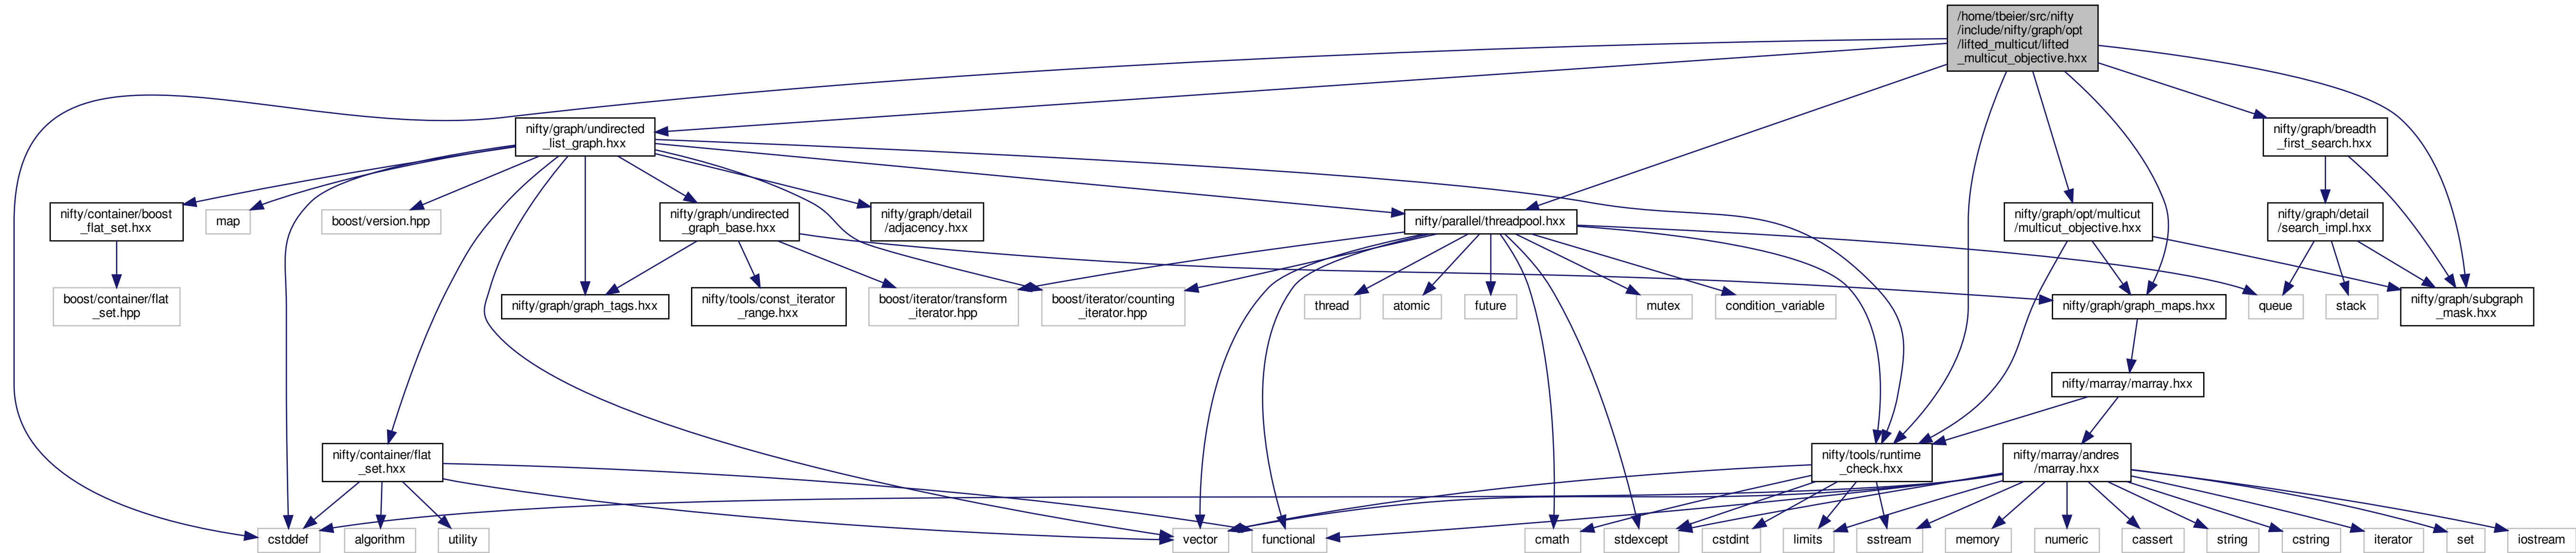 /home/tbeier/src/nifty
/include/nifty/graph/opt
/lifted_multicut/lifted
_multicut_objective.hxx
nifty/graph/undirected
_list_graph.hxx
nifty/graph/breadth
_first_search.hxx
nifty/container/boost
_flat_set.hxx
map
boost/version.hpp
nifty/graph/undirected
_graph_base.hxx
nifty/graph/detail
/adjacency.hxx
nifty/parallel/threadpool.hxx
nifty/graph/opt/multicut
/multicut_objective.hxx
nifty/graph/detail
/search_impl.hxx
boost/container/flat
_set.hpp
nifty/graph/graph_tags.hxx
nifty/tools/const_iterator
_range.hxx
boost/iterator/transform
_iterator.hpp
boost/iterator/counting
_iterator.hpp
thread
atomic
future
mutex
condition_variable
nifty/graph/graph_maps.hxx
queue
stack
nifty/graph/subgraph
_mask.hxx
nifty/marray/marray.hxx
nifty/container/flat
_set.hxx
nifty/tools/runtime
_check.hxx
nifty/marray/andres
/marray.hxx
cstddef
algorithm
utility
vector
functional
cmath
stdexcept
cstdint
limits
sstream
memory
numeric
cassert
string
cstring
iterator
set
iostream